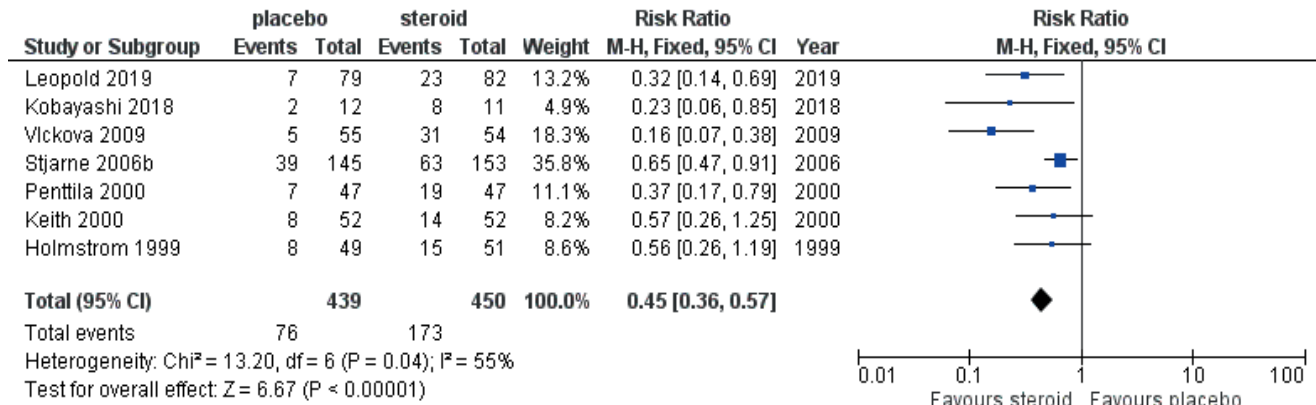 placebo steroid Risk Ratio Risk Ratio
Study or Subgroup Events Total Events Total Weight M-H, Fixed, 95% CI Year M-H, Fixed, 95% CI
Leopold 2019 7 79 23 82 13.2% 0.32 [0.14, 0.69] 2019
Kobayashi 2018 2 12 8 11 4.9% 0.23 [0.06, 0.85] 2018
Vlckova 2009 5 55 31 54 18.3% 0.16 [0.07, 0.38] 2009
Stjarne 2006b 39 145 63 153 35.8% 0.65 [0.47, 0.91] 2006
Penttila 2000 7 47 19 47 11.1% 0.37 [0.17, 0.79] 2000
Keith 2000 8 52 14 52 8.2% 0.57 [0.26, 1.25] 2000
Holmstrom 1999 8 49 15 51 8.6% 0.56 [0.26, 1.19] 1999
Total (95% CI) 439 450 100.0% 0.45 [0.36, 0.57]
Total events 76 173
Heterogeneity: Chi² = 13.20, df = 6 (P = 0.04); I² = 55%
Test for overall effect: Z = 6.67 (P < 0.00001)
0.01 0.1 1 10 100
Favours steroid Favours placebo